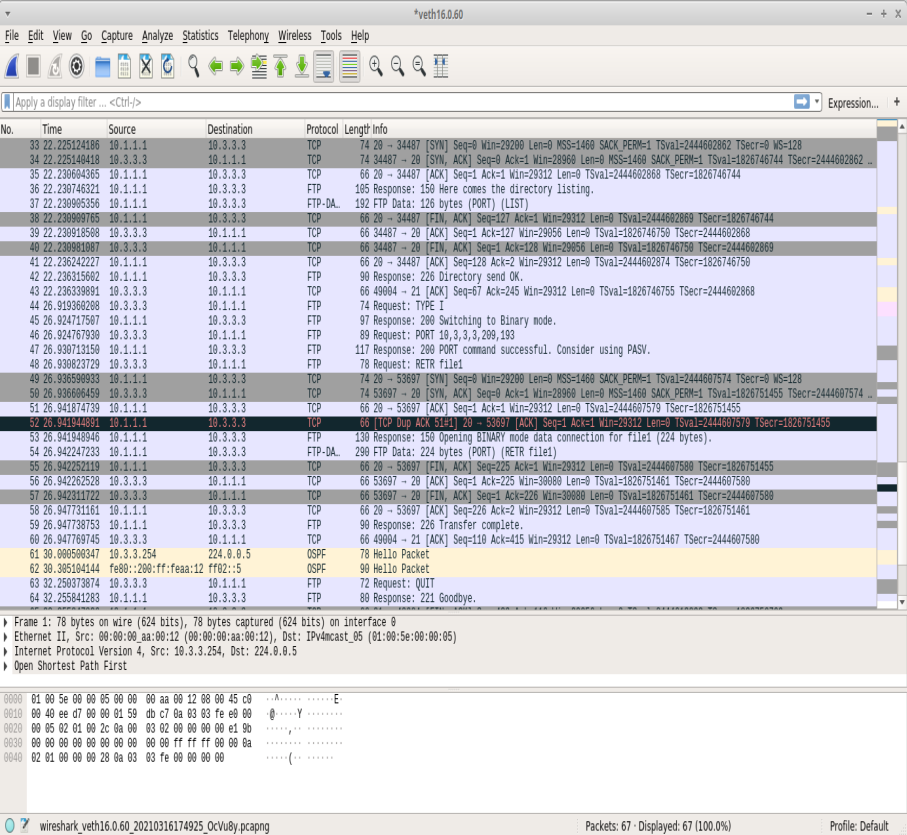 *veth16.0.60
File Edit View Go Capture Analyze Statistics Telephony Wireless Tools Help
Apply a display filter ... <Ctrl-/> Expression... +
No. Time Source Destination Protocol Length Info
33 22.225124186 10.1.1.1 10.3.3.3 TCP 74 20 → 34487 [SYN] Seq=0 Win=29200 Len=0 MSS=1460 SACK_PERM=1 TSval=2444602862 TSecr=0 WS=128
34 22.225140418 10.3.3.3 10.1.1.1 TCP 74 34487 → 20 [SYN, ACK] Seq=0 Ack=1 Win=28960 Len=0 MSS=1460 SACK_PERM=1 TSval=1826746744 TSecr=2444602862 …
35 22.230604365 10.1.1.1 10.3.3.3 TCP 66 20 → 34487 [ACK] Seq=1 Ack=1 Win=29312 Len=0 TSval=2444602868 TSecr=1826746744
36 22.230746321 10.1.1.1 10.3.3.3 FTP 105 Response: 150 Here comes the directory listing.
37 22.230905356 10.1.1.1 10.3.3.3 FTP-DA… 192 FTP Data: 126 bytes (PORT) (LIST)
38 22.230909765 10.1.1.1 10.3.3.3 TCP 66 20 → 34487 [FIN, ACK] Seq=127 Ack=1 Win=29312 Len=0 TSval=2444602869 TSecr=1826746744
39 22.230918508 10.3.3.3 10.1.1.1 TCP 66 34487 → 20 [ACK] Seq=1 Ack=127 Win=29056 Len=0 TSval=1826746750 TSecr=2444602868
40 22.230981087 10.3.3.3 10.1.1.1 TCP 66 34487 → 20 [FIN, ACK] Seq=1 Ack=128 Win=29056 Len=0 TSval=1826746750 TSecr=2444602869
41 22.236242227 10.1.1.1 10.3.3.3 TCP 66 20 → 34487 [ACK] Seq=128 Ack=2 Win=29312 Len=0 TSval=2444602874 TSecr=1826746750
42 22.236315602 10.1.1.1 10.3.3.3 FTP 90 Response: 226 Directory send OK.
43 22.236339891 10.3.3.3 10.1.1.1 TCP 66 49004 → 21 [ACK] Seq=67 Ack=245 Win=29312 Len=0 TSval=1826746755 TSecr=2444602868
44 26.919360208 10.3.3.3 10.1.1.1 FTP 74 Request: TYPE I
45 26.924717507 10.1.1.1 10.3.3.3 FTP 97 Response: 200 Switching to Binary mode.
46 26.924767930 10.3.3.3 10.1.1.1 FTP 89 Request: PORT 10,3,3,3,209,193
47 26.930713150 10.1.1.1 10.3.3.3 FTP 117 Response: 200 PORT command successful. Consider using PASV.
48 26.930823729 10.3.3.3 10.1.1.1 FTP 78 Request: RETR file1
49 26.936590933 10.1.1.1 10.3.3.3 TCP 74 20 → 53697 [SYN] Seq=0 Win=29200 Len=0 MSS=1460 SACK_PERM=1 TSval=2444607574 TSecr=0 WS=128
50 26.936606459 10.3.3.3 10.1.1.1 TCP 74 53697 → 20 [SYN, ACK] Seq=0 Ack=1 Win=28960 Len=0 MSS=1460 SACK_PERM=1 TSval=1826751455 TSecr=2444607574 …
51 26.941874739 10.1.1.1 10.3.3.3 TCP 66 20 → 53697 [ACK] Seq=1 Ack=1 Win=29312 Len=0 TSval=2444607579 TSecr=1826751455
52 26.941944891 10.1.1.1 10.3.3.3 TCP 66 [TCP Dup ACK 51#1] 20 → 53697 [ACK] Seq=1 Ack=1 Win=29312 Len=0 TSval=2444607579 TSecr=1826751455
53 26.941948946 10.1.1.1 10.3.3.3 FTP 130 Response: 150 Opening BINARY mode data connection for file1 (224 bytes).
54 26.942247233 10.1.1.1 10.3.3.3 FTP-DA… 290 FTP Data: 224 bytes (PORT) (RETR file1)
55 26.942252119 10.1.1.1 10.3.3.3 TCP 66 20 → 53697 [FIN, ACK] Seq=225 Ack=1 Win=29312 Len=0 TSval=2444607580 TSecr=1826751455
56 26.942262528 10.3.3.3 10.1.1.1 TCP 66 53697 → 20 [ACK] Seq=1 Ack=225 Win=30080 Len=0 TSval=1826751461 TSecr=2444607580
57 26.942311722 10.3.3.3 10.1.1.1 TCP 66 53697 → 20 [FIN, ACK] Seq=1 Ack=226 Win=30080 Len=0 TSval=1826751461 TSecr=2444607580
58 26.947731161 10.1.1.1 10.3.3.3 TCP 66 20 → 53697 [ACK] Seq=226 Ack=2 Win=29312 Len=0 TSval=2444607585 TSecr=1826751461
59 26.947738753 10.1.1.1 10.3.3.3 FTP 90 Response: 226 Transfer complete.
60 26.947769745 10.3.3.3 10.1.1.1 TCP 66 49004 → 21 [ACK] Seq=110 Ack=415 Win=29312 Len=0 TSval=1826751467 TSecr=2444607580
61 30.000500347 10.3.3.254 224.0.0.5 OSPF 78 Hello Packet
62 30.305104144 fe80::200:ff:feaa:12 ff02::5 OSPF 90 Hello Packet
63 32.250373874 10.3.3.3 10.1.1.1 FTP 72 Request: QUIT
64 32.255841283 10.1.1.1 10.3.3.3 FTP 80 Response: 221 Goodbye.
Frame 1: 78 bytes on wire (624 bits), 78 bytes captured (624 bits) on interface 0
Ethernet II, Src: 00:00:00_aa:00:12 (00:00:00:aa:00:12), Dst: IPv4mcast_05 (01:00:5e:00:00:05)
Internet Protocol Version 4, Src: 10.3.3.254, Dst: 224.0.0.5
Open Shortest Path First
0000 01 00 5e 00 00 05 00 00 00 aa 00 12 08 00 45 c0 ··^····· ······E·
0010 00 40 ee d7 00 00 01 59 db c7 0a 03 03 fe e0 00 ·@·····Y ········
0020 00 05 02 01 00 2c 0a 00 03 02 00 00 00 00 e1 9b ·····,·· ········
0030 00 00 00 00 00 00 00 00 00 00 ff ff ff 00 00 0a ········ ········
0040 02 01 00 00 00 28 0a 03 03 fe 00 00 00 00 ·····(·· ······
wireshark_veth16.0.60_20210316174925_OcVu8y.pcapng Packets: 67 · Displayed: 67 (100.0%) Profile: Default